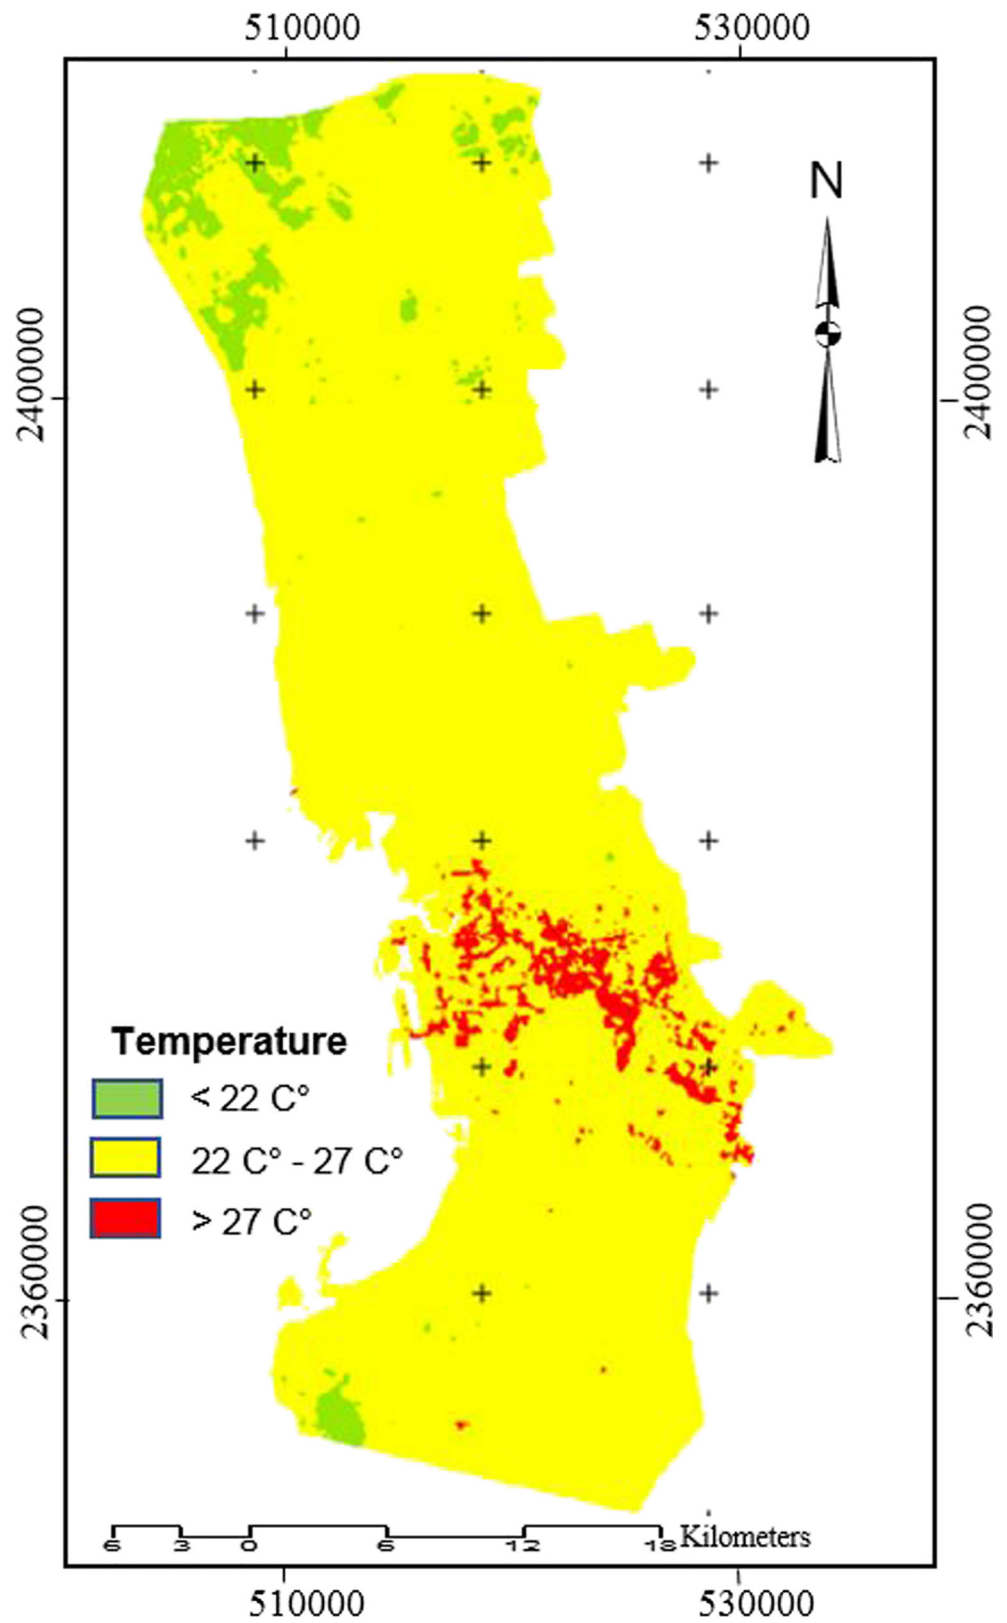 510000 530000
N
2400000 2400000
Temperature
< 22 C°
22 C° - 27 C°
> 27 C°
2360000 2360000
6 3 0 6 12 18 Kilometers
510000 530000